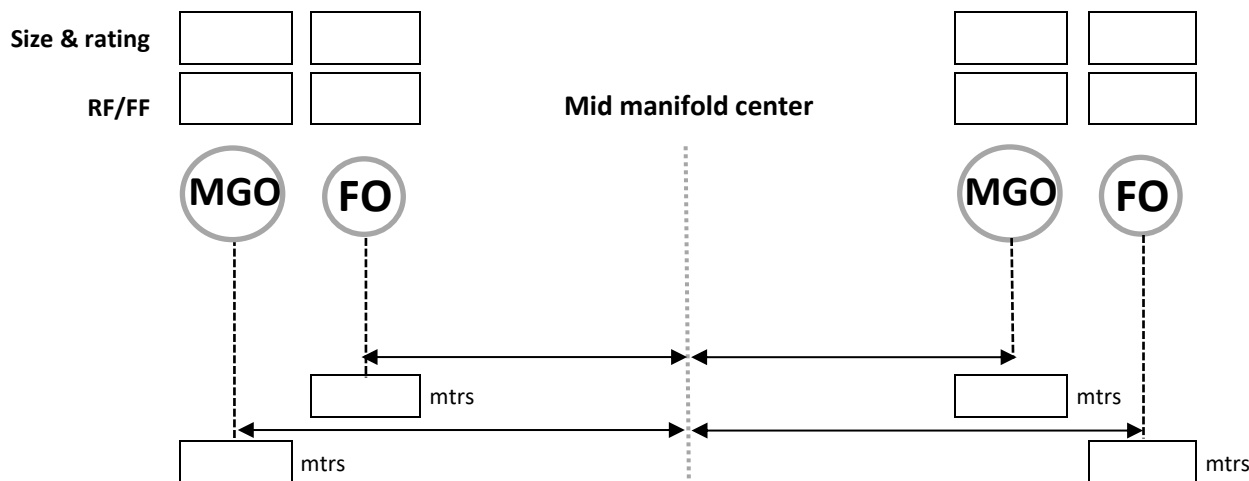 Size & rating
RF/FF
Mid manifold center
MGO FO MGO FO
mtrs mtrs
mtrs mtrs